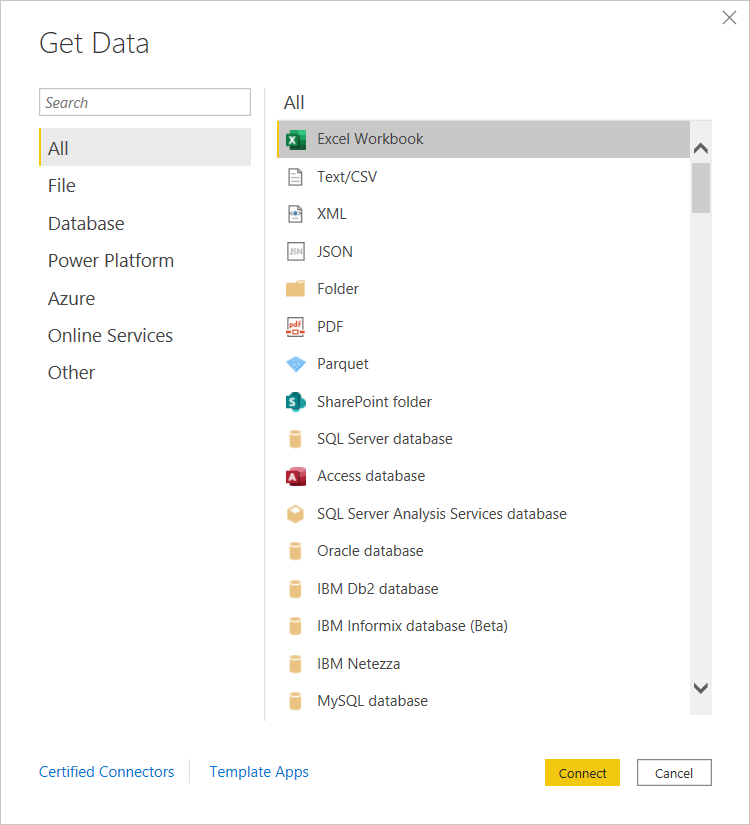 Get Data
Search
All
File
Database
Power Platform
Azure
Online Services
Other
All
Excel Workbook
Text/CSV
XML
JSON
Folder
PDF
Parquet
SharePoint folder
SQL Server database
Access database
SQL Server Analysis Services database
Oracle database
IBM Db2 database
IBM Informix database (Beta)
IBM Netezza
MySQL database
Certified Connectors
Template Apps
Connect
Cancel